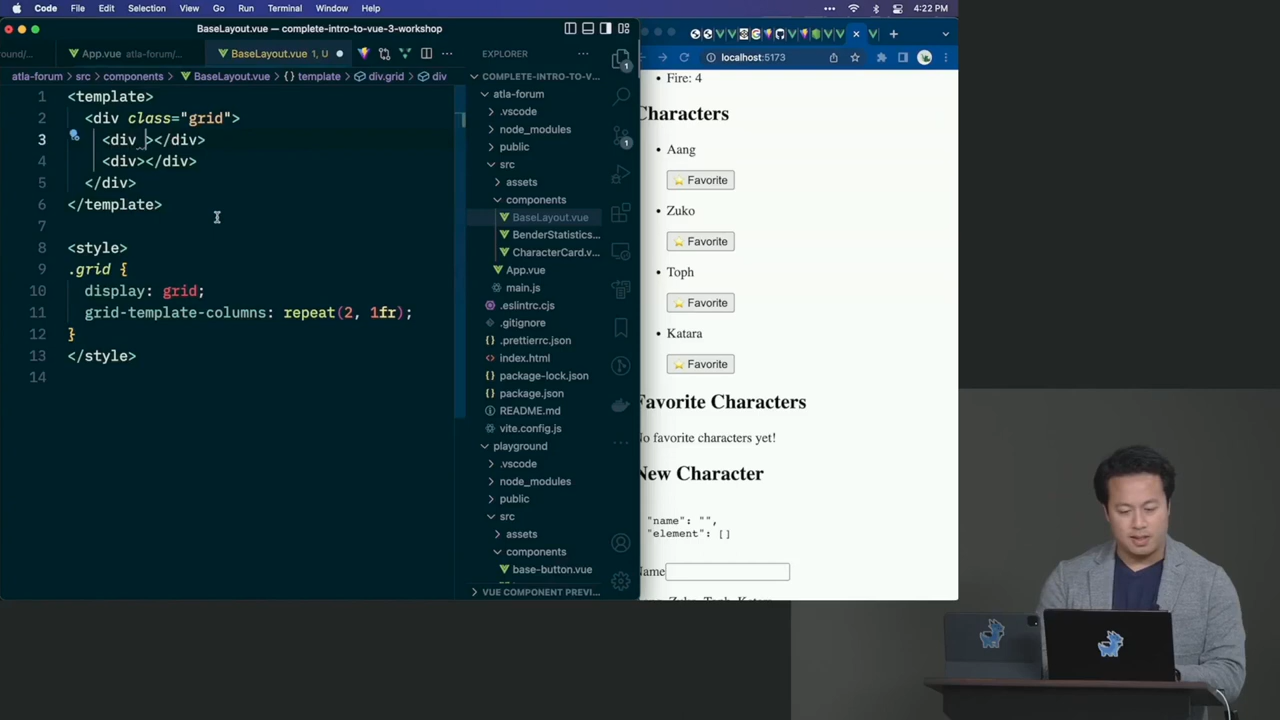 Code File Edit Selection View Go Run Terminal Window Help 4:22 PM
BaseLayout.vue — complete-intro-to-vue-3-workshop
App.vue atla-forum/... BaseLayout.vue 1, U
EXPLORER
localhost:5173
atla-forum > src > components > BaseLayout.vue > {} template > div.grid > div
1 <template>
2 <div class="grid">
3 <div ></div>
4 <div></div>
5 </div>
6 </template>
7
8 <style>
9 .grid {
10 display: grid;
11 grid-template-columns: repeat(2, 1fr);
12 }
13 </style>
14
COMPLETE-INTRO-TO-V...
atla-forum
.vscode
node_modules
public
src
assets
components
BaseLayout.vue
BenderStatistics...
CharacterCard.v...
App.vue
main.js
.eslintrc.cjs
.gitignore
.prettierrc.json
index.html
package-lock.json
package.json
README.md
vite.config.js
playground
.vscode
node_modules
public
src
assets
components
base-button.vue
VUE COMPONENT PREVI...
1
1
Fire: 4
Characters
Aang
⭐ Favorite
Zuko
⭐ Favorite
Toph
⭐ Favorite
Katara
⭐ Favorite
Favorite Characters
No favorite characters yet!
New Character
"name": "",
"element": []
Name